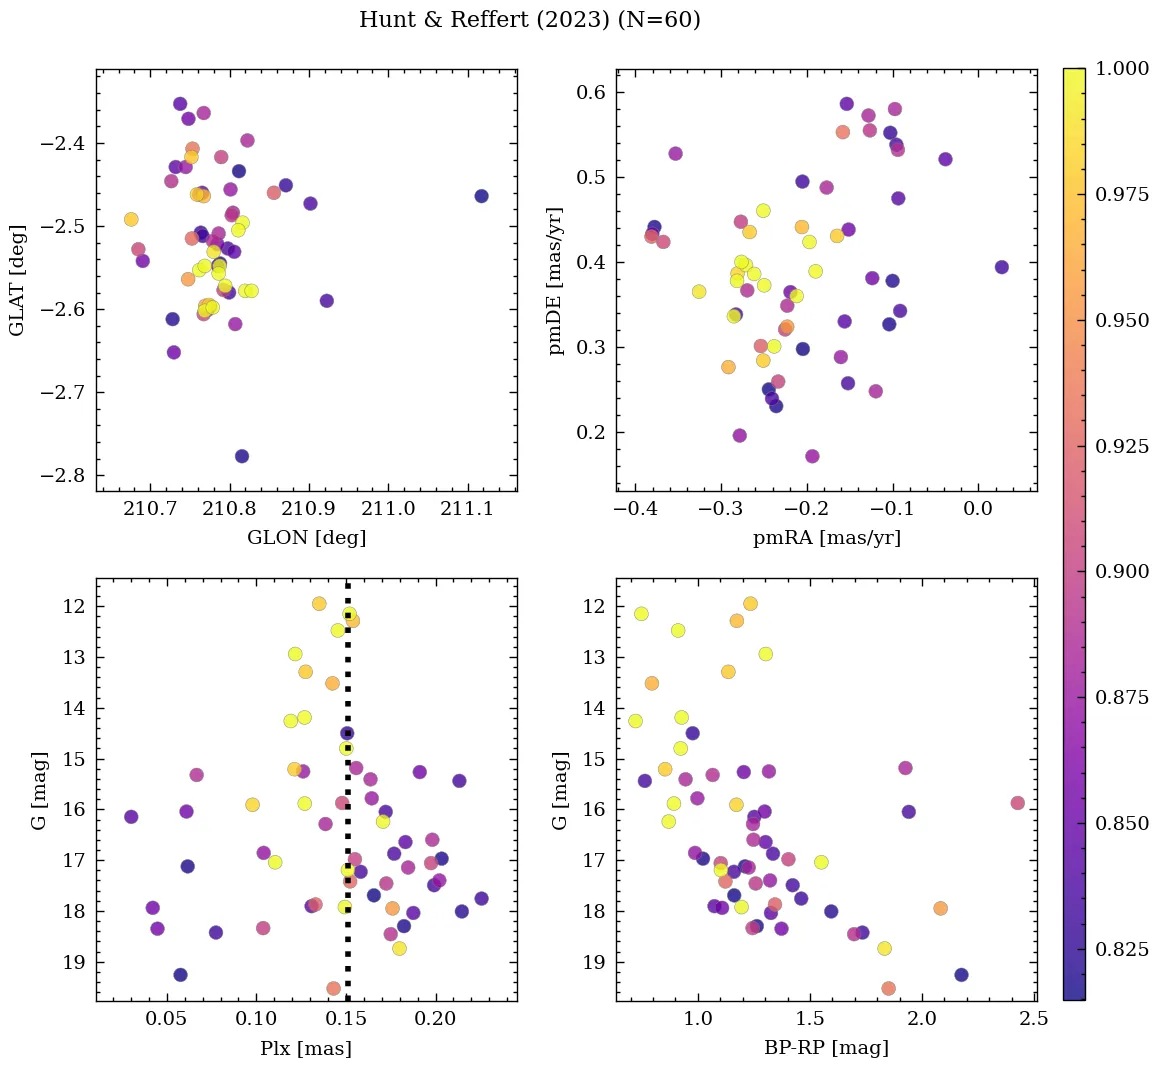 Hunt & Reffert (2023) (N=60)
−2.4
−2.5
−2.6
−2.7
−2.8
GLAT [deg]
210.7 210.8 210.9 211.0 211.1
GLON [deg]
0.6
0.5
0.4
0.3
0.2
pmDE [mas/yr]
−0.4 −0.3 −0.2 −0.1 0.0
pmRA [mas/yr]
12
13
14
15
16
17
18
19
G [mag]
0.05 0.10 0.15 0.20
Plx [mas]
12
13
14
15
16
17
18
19
G [mag]
1.0 1.5 2.0 2.5
BP-RP [mag]
1.000
0.975
0.950
0.925
0.900
0.875
0.850
0.825